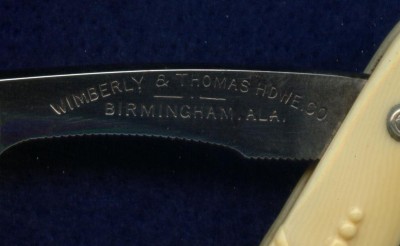 WIMBERLY & THOMAS HDWE.CO
BIRMINGHAM, ALA.